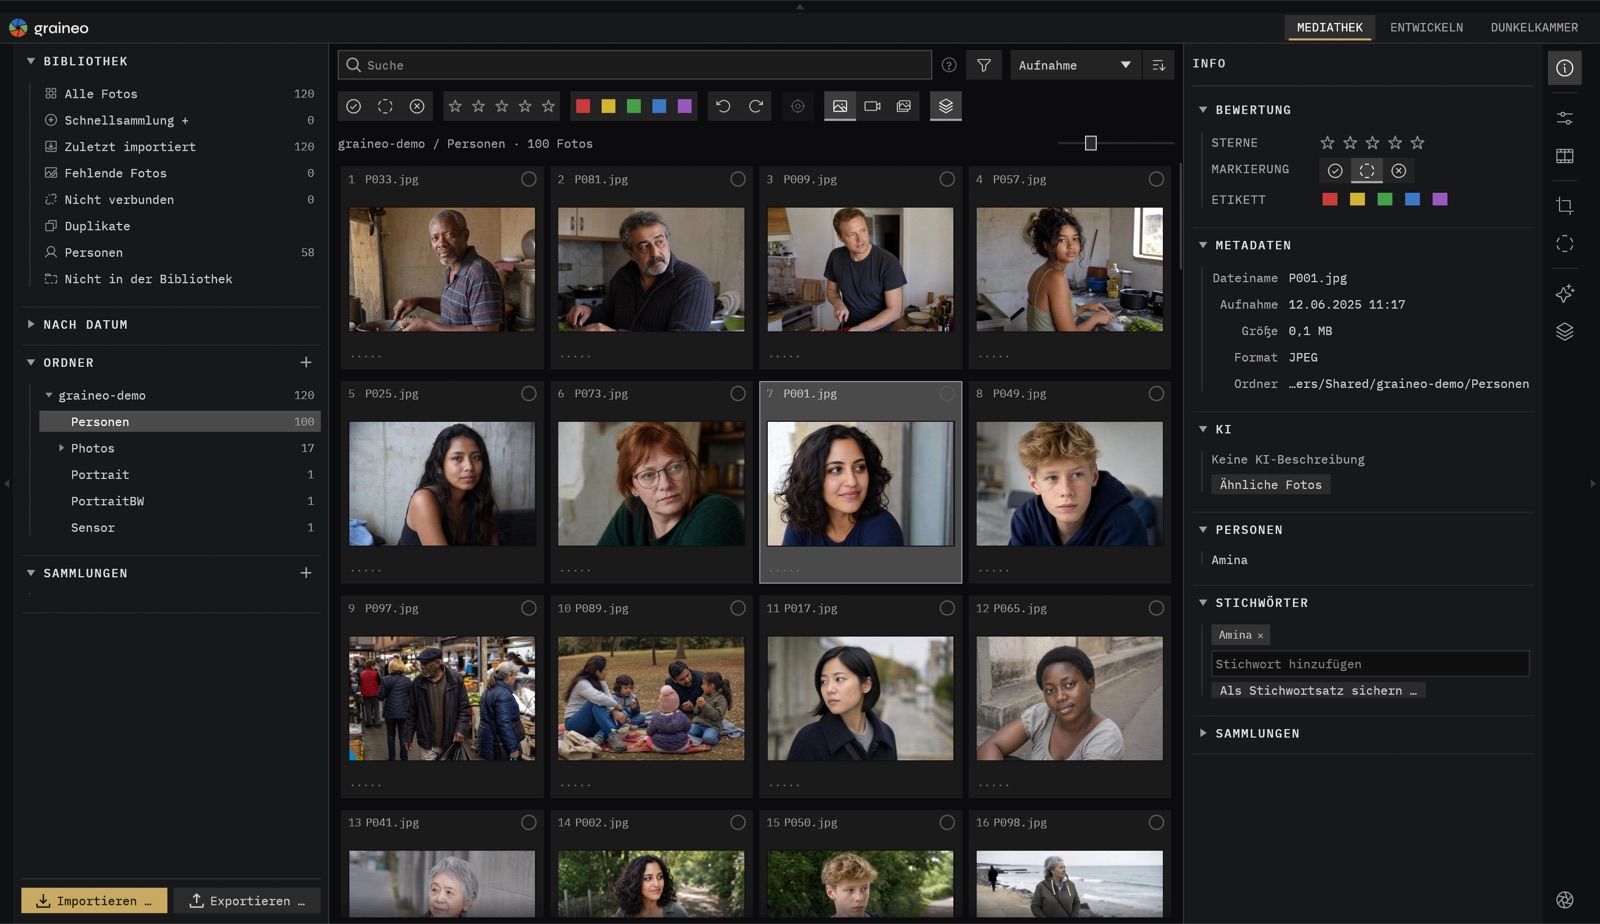 graineo
MEDIATHEK
ENTWICKELN
DUNKELKAMMER
BIBLIOTHEK
Alle Fotos 120
Schnellsammlung + 0
Zuletzt importiert 120
Fehlende Fotos 0
Nicht verbunden 0
Duplikate
Personen 58
Nicht in der Bibliothek
NACH DATUM
ORDNER +
graineo-demo 120
Personen 100
Photos 17
Portrait 1
PortraitBW 1
Sensor 1
SAMMLUNGEN +
Importieren …
Exportieren …
Suche
?
Aufnahme
graineo-demo / Personen · 100 Fotos
1 P033.jpg
2 P081.jpg
3 P009.jpg
4 P057.jpg
5 P025.jpg
6 P073.jpg
7 P001.jpg
8 P049.jpg
9 P097.jpg
10 P089.jpg
11 P017.jpg
12 P065.jpg
13 P041.jpg
14 P002.jpg
15 P050.jpg
16 P098.jpg
INFO
BEWERTUNG
STERNE
MARKIERUNG
ETIKETT
METADATEN
Dateiname P001.jpg
Aufnahme 12.06.2025 11:17
Größe 0,1 MB
Format JPEG
Ordner …ers/Shared/graineo-demo/Personen
KI
Keine KI-Beschreibung
Ähnliche Fotos
PERSONEN
Amina
STICHWÖRTER
Amina ×
Stichwort hinzufügen
Als Stichwortsatz sichern …
SAMMLUNGEN